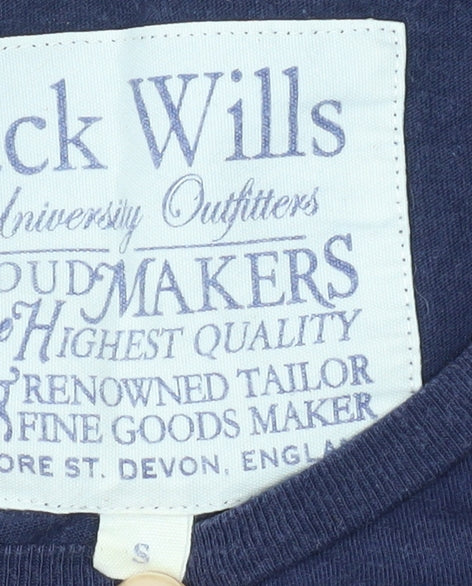 ck Wills
University Outfitters
OUD MAKERS
HIGHEST QUALITY
& RENOWNED TAILOR
FINE GOODS MAKER
ORE ST. DEVON, ENGLA
S